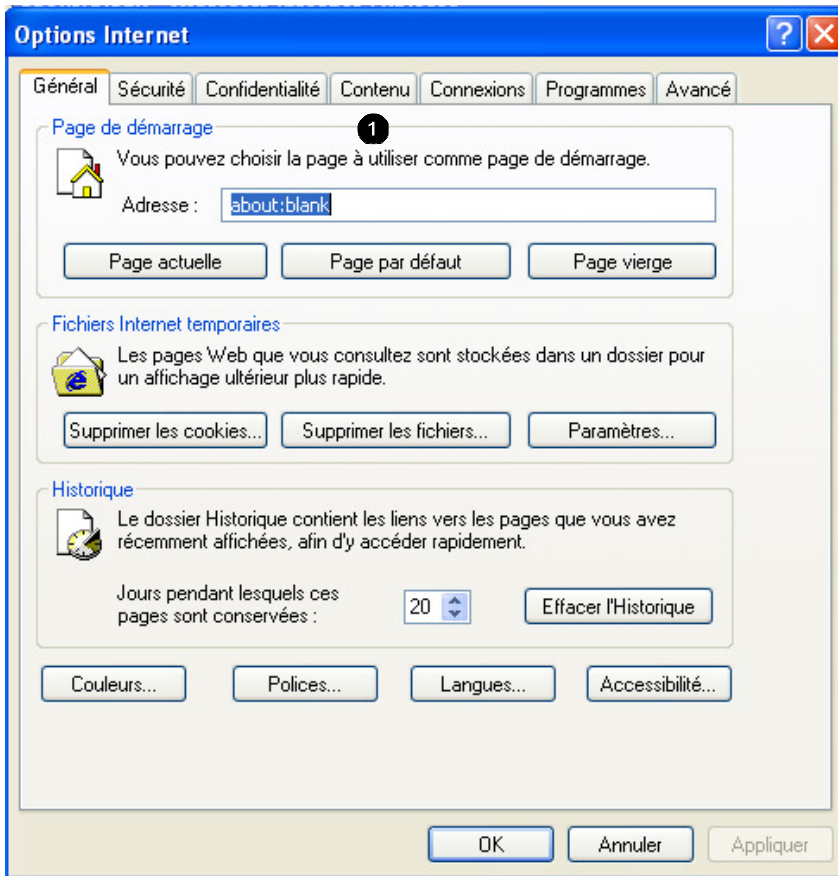 Options Internet
Général Sécurité Confidentialité Contenu Connexions Programmes Avancé
1
Page de démarrage
Vous pouvez choisir la page à utiliser comme page de démarrage.
Adresse : about:blank
Page actuelle Page par défaut Page vierge
Fichiers Internet temporaires
Les pages Web que vous consultez sont stockées dans un dossier pour
un affichage ultérieur plus rapide.
Supprimer les cookies... Supprimer les fichiers... Paramètres...
Historique
Le dossier Historique contient les liens vers les pages que vous avez
récemment affichées, afin d'y accéder rapidement.
Jours pendant lesquels ces
pages sont conservées : 20 Effacer l'Historique
Couleurs... Polices... Langues... Accessibilité...
OK Annuler Appliquer